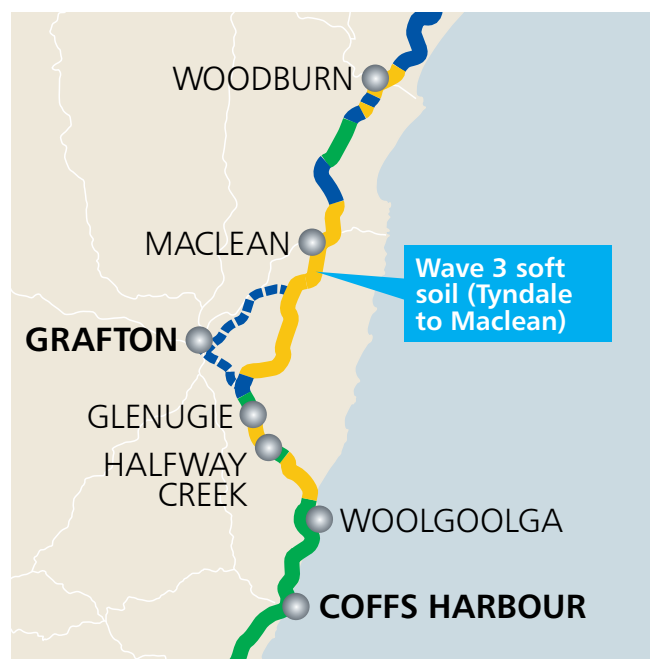 WOODBURN
MACLEAN
Wave 3 soft
soil (Tyndale
to Maclean)
GRAFTON
GLENUGIE
HALFWAY
CREEK
WOOLGOOLGA
COFFS HARBOUR